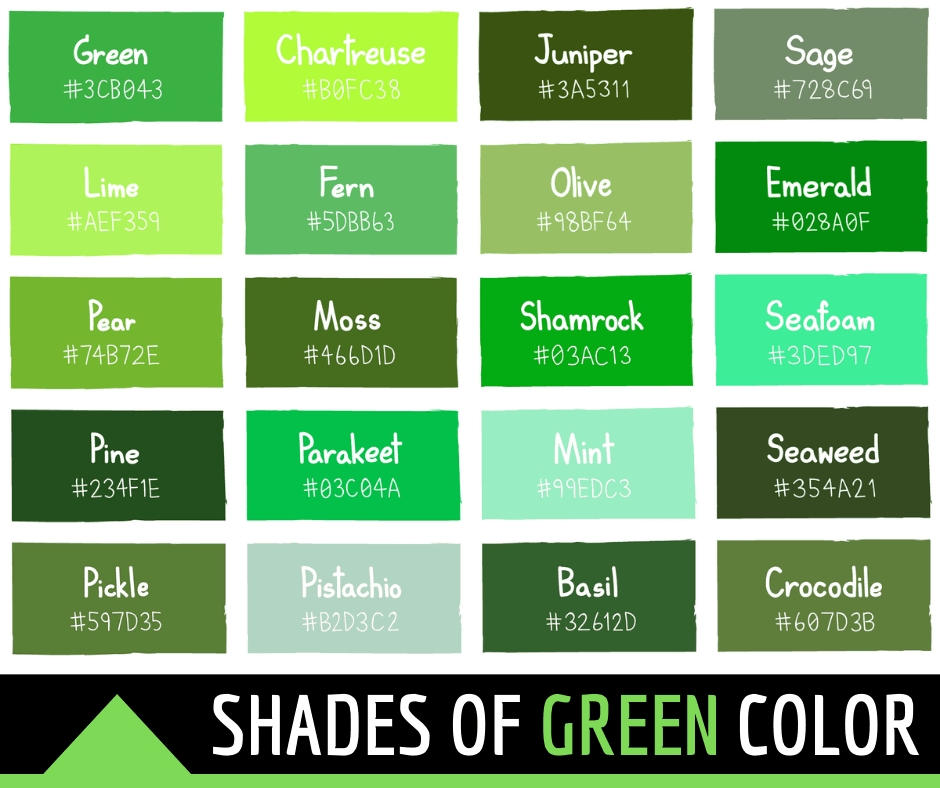 Green
#3CB043
Chartreuse
#B0FC38
Juniper
#3A5311
Sage
#728C69
Lime
#AEF359
Fern
#5DBB63
Olive
#98BF64
Emerald
#028A0F
Pear
#74B72E
Moss
#466D1D
Shamrock
#03AC13
Seafoam
#3DED97
Pine
#234F1E
Parakeet
#03C04A
Mint
#99EDC3
Seaweed
#354A21
Pickle
#597D35
Pistachio
#B2D3C2
Basil
#32612D
Crocodile
#607D3B
SHADES OF GREEN COLOR